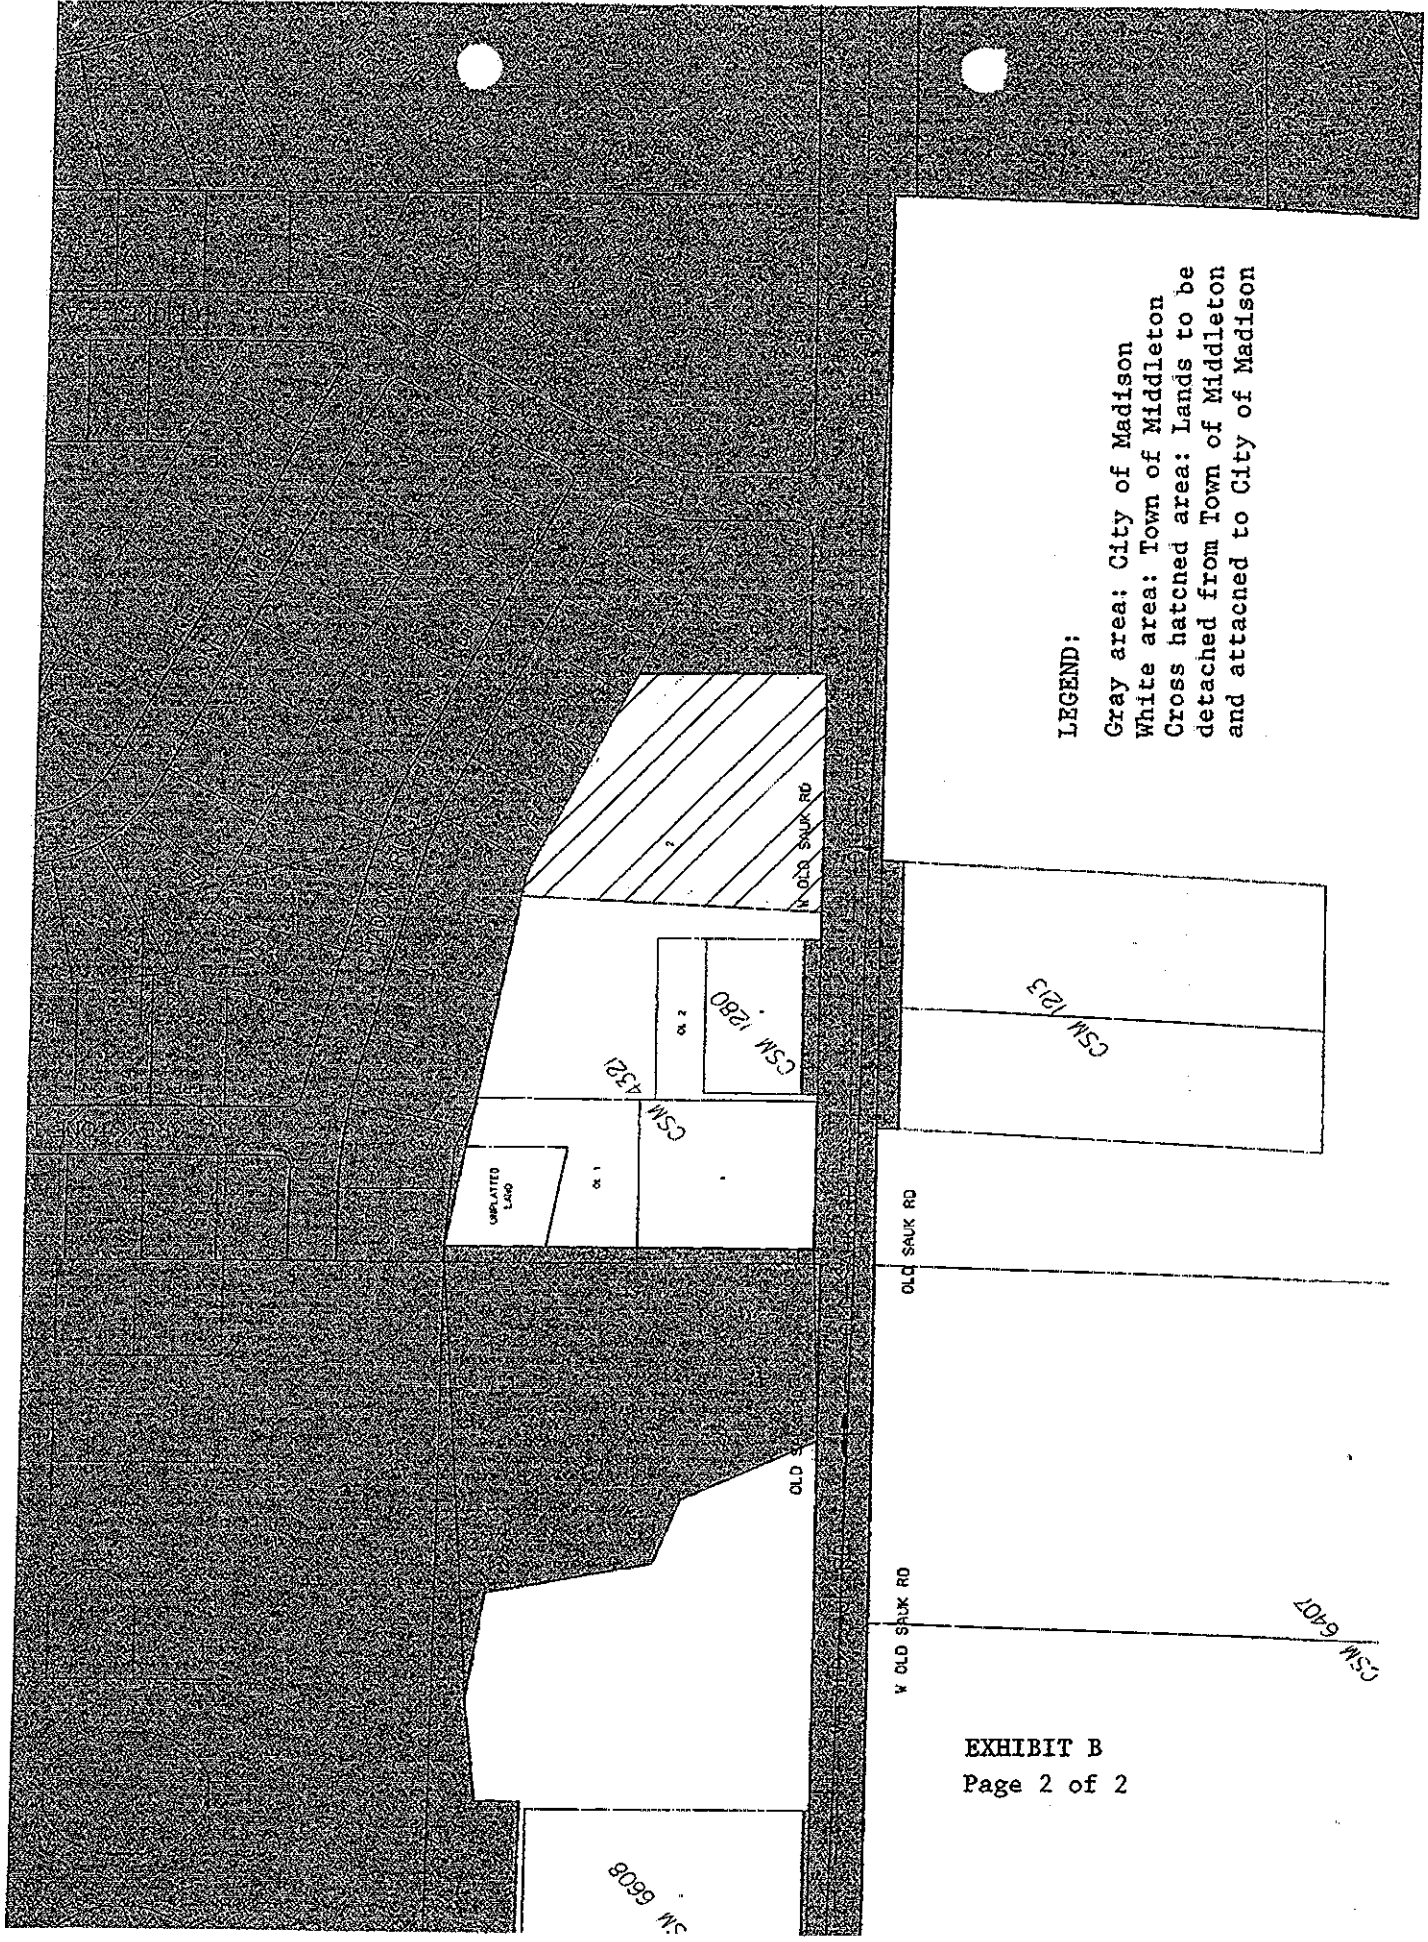 LEGEND:
Gray area: City of Madison
White area: Town of Middleton
Cross hatched area: Lands to be
detached from Town of Middleton
and attached to City of Madison
UNPLATTED
LAND
OL 1
CSM 4321
OL 2
CSM 1280
2
W OLD SAUK RD
CSM 1213
OLD SAUK RD
OLD S
W OLD SAUK RD
CSM 6407
SM 6608
EXHIBIT B
Page 2 of 2